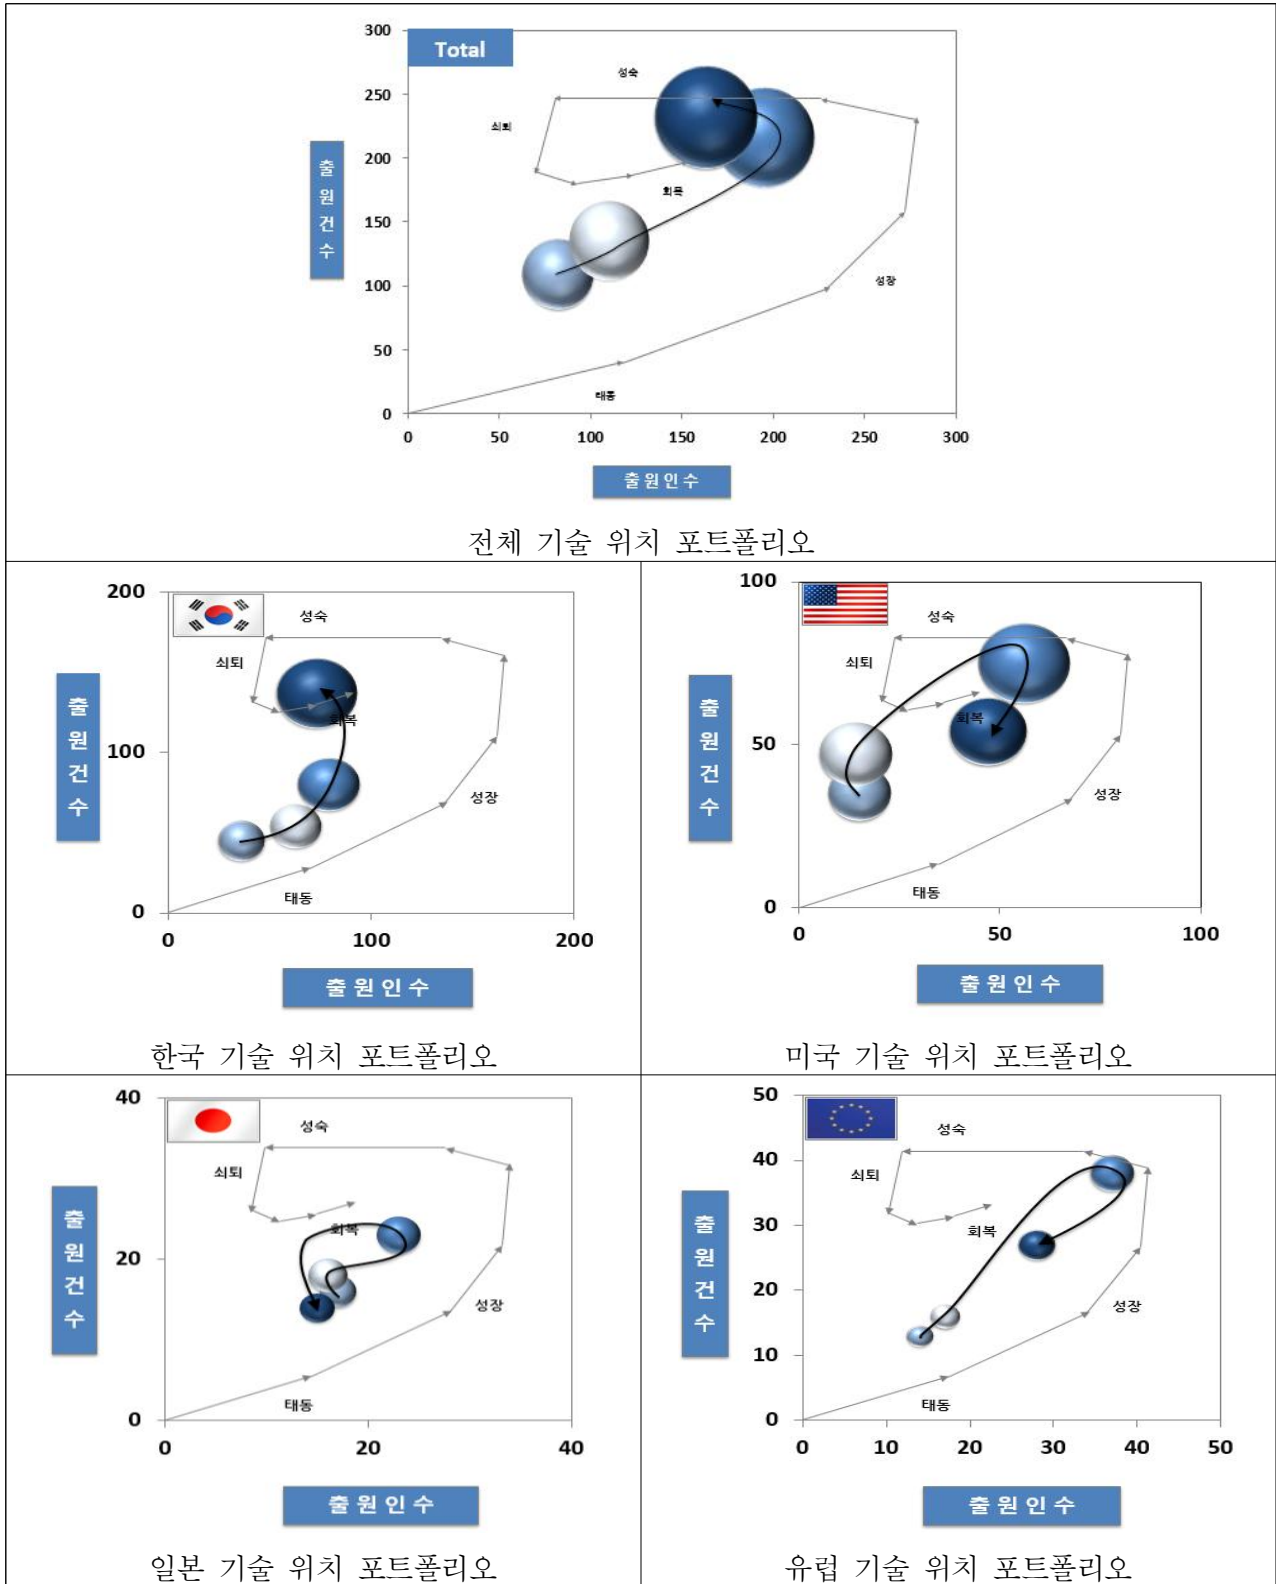 Total
300
250
200
150
100
50
0
0 50 100 150 200 250 300
성숙
쇠퇴
회복
성장
태동
출원건수
출원인수
전체 기술 위치 포트폴리오
200
100
0
0 100 200
성숙
쇠퇴
회복
성장
태동
출원건수
출원인수
한국 기술 위치 포트폴리오
100
50
0
0 50 100
성숙
쇠퇴
회복
성장
태동
출원건수
출원인수
미국 기술 위치 포트폴리오
40
20
0
0 20 40
성숙
쇠퇴
회복
성장
태동
출원건수
출원인수
일본 기술 위치 포트폴리오
50
40
30
20
10
0
0 10 20 30 40 50
성숙
쇠퇴
회복
성장
태동
출원건수
출원인수
유럽 기술 위치 포트폴리오